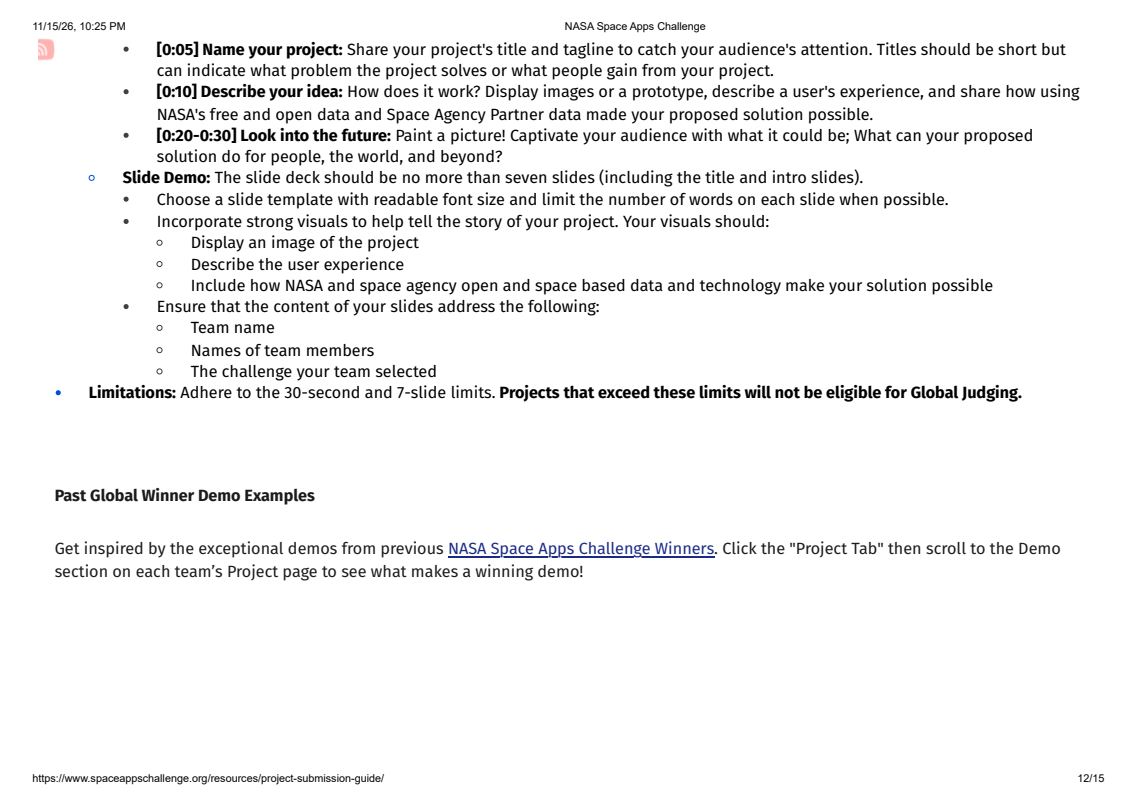 11/15/26, 10:25 PM
NASA Space Apps Challenge
• [0:05] Name your project: Share your project's title and tagline to catch your audience's attention. Titles should be short but
can indicate what problem the project solves or what people gain from your project.
• [0:10] Describe your idea: How does it work? Display images or a prototype, describe a user's experience, and share how using
NASA's free and open data and Space Agency Partner data made your proposed solution possible.
• [0:20-0:30] Look into the future: Paint a picture! Captivate your audience with what it could be; What can your proposed
solution do for people, the world, and beyond?
○ Slide Demo: The slide deck should be no more than seven slides (including the title and intro slides).
• Choose a slide template with readable font size and limit the number of words on each slide when possible.
• Incorporate strong visuals to help tell the story of your project. Your visuals should:
○ Display an image of the project
○ Describe the user experience
○ Include how NASA and space agency open and space based data and technology make your solution possible
• Ensure that the content of your slides address the following:
○ Team name
○ Names of team members
○ The challenge your team selected
• Limitations: Adhere to the 30-second and 7-slide limits. Projects that exceed these limits will not be eligible for Global Judging.
Past Global Winner Demo Examples
Get inspired by the exceptional demos from previous NASA Space Apps Challenge Winners. Click the "Project Tab" then scroll to the Demo
section on each team’s Project page to see what makes a winning demo!
https://www.spaceappschallenge.org/resources/project-submission-guide/
12/15